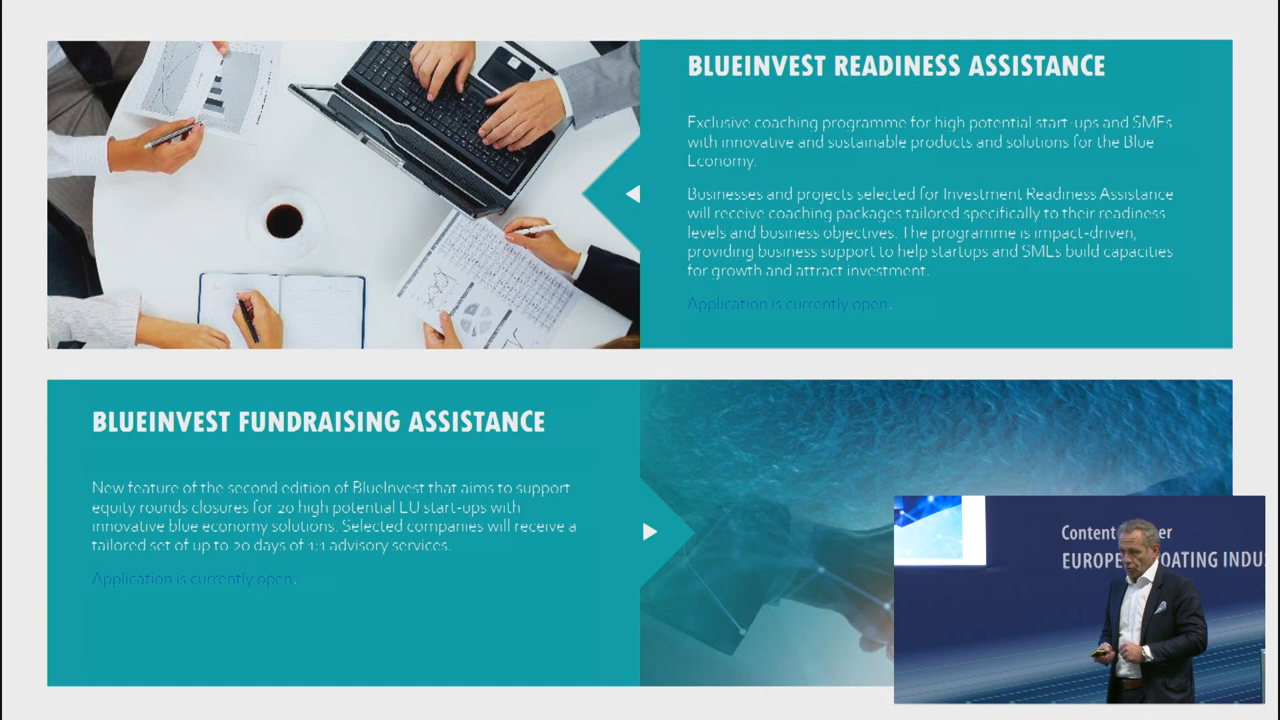 BLUEINVEST READINESS ASSISTANCE
Exclusive coaching programme for high potential start-ups and SMEs
with innovative and sustainable products and solutions for the Blue
Economy.
Businesses and projects selected for Investment Readiness Assistance
will receive coaching packages tailored specifically to their readiness
levels and business objectives. The programme is impact-driven,
providing business support to help startups and SMEs build capacities
for growth and attract investment.
Application is currently open.
BLUEINVEST FUNDRAISING ASSISTANCE
New feature of the second edition of BlueInvest that aims to support
equity rounds closures for 20 high potential EU start-ups with
innovative blue economy solutions. Selected companies will receive a
tailored set of up to 20 days of 1:1 advisory services.
Application is currently open.
Content